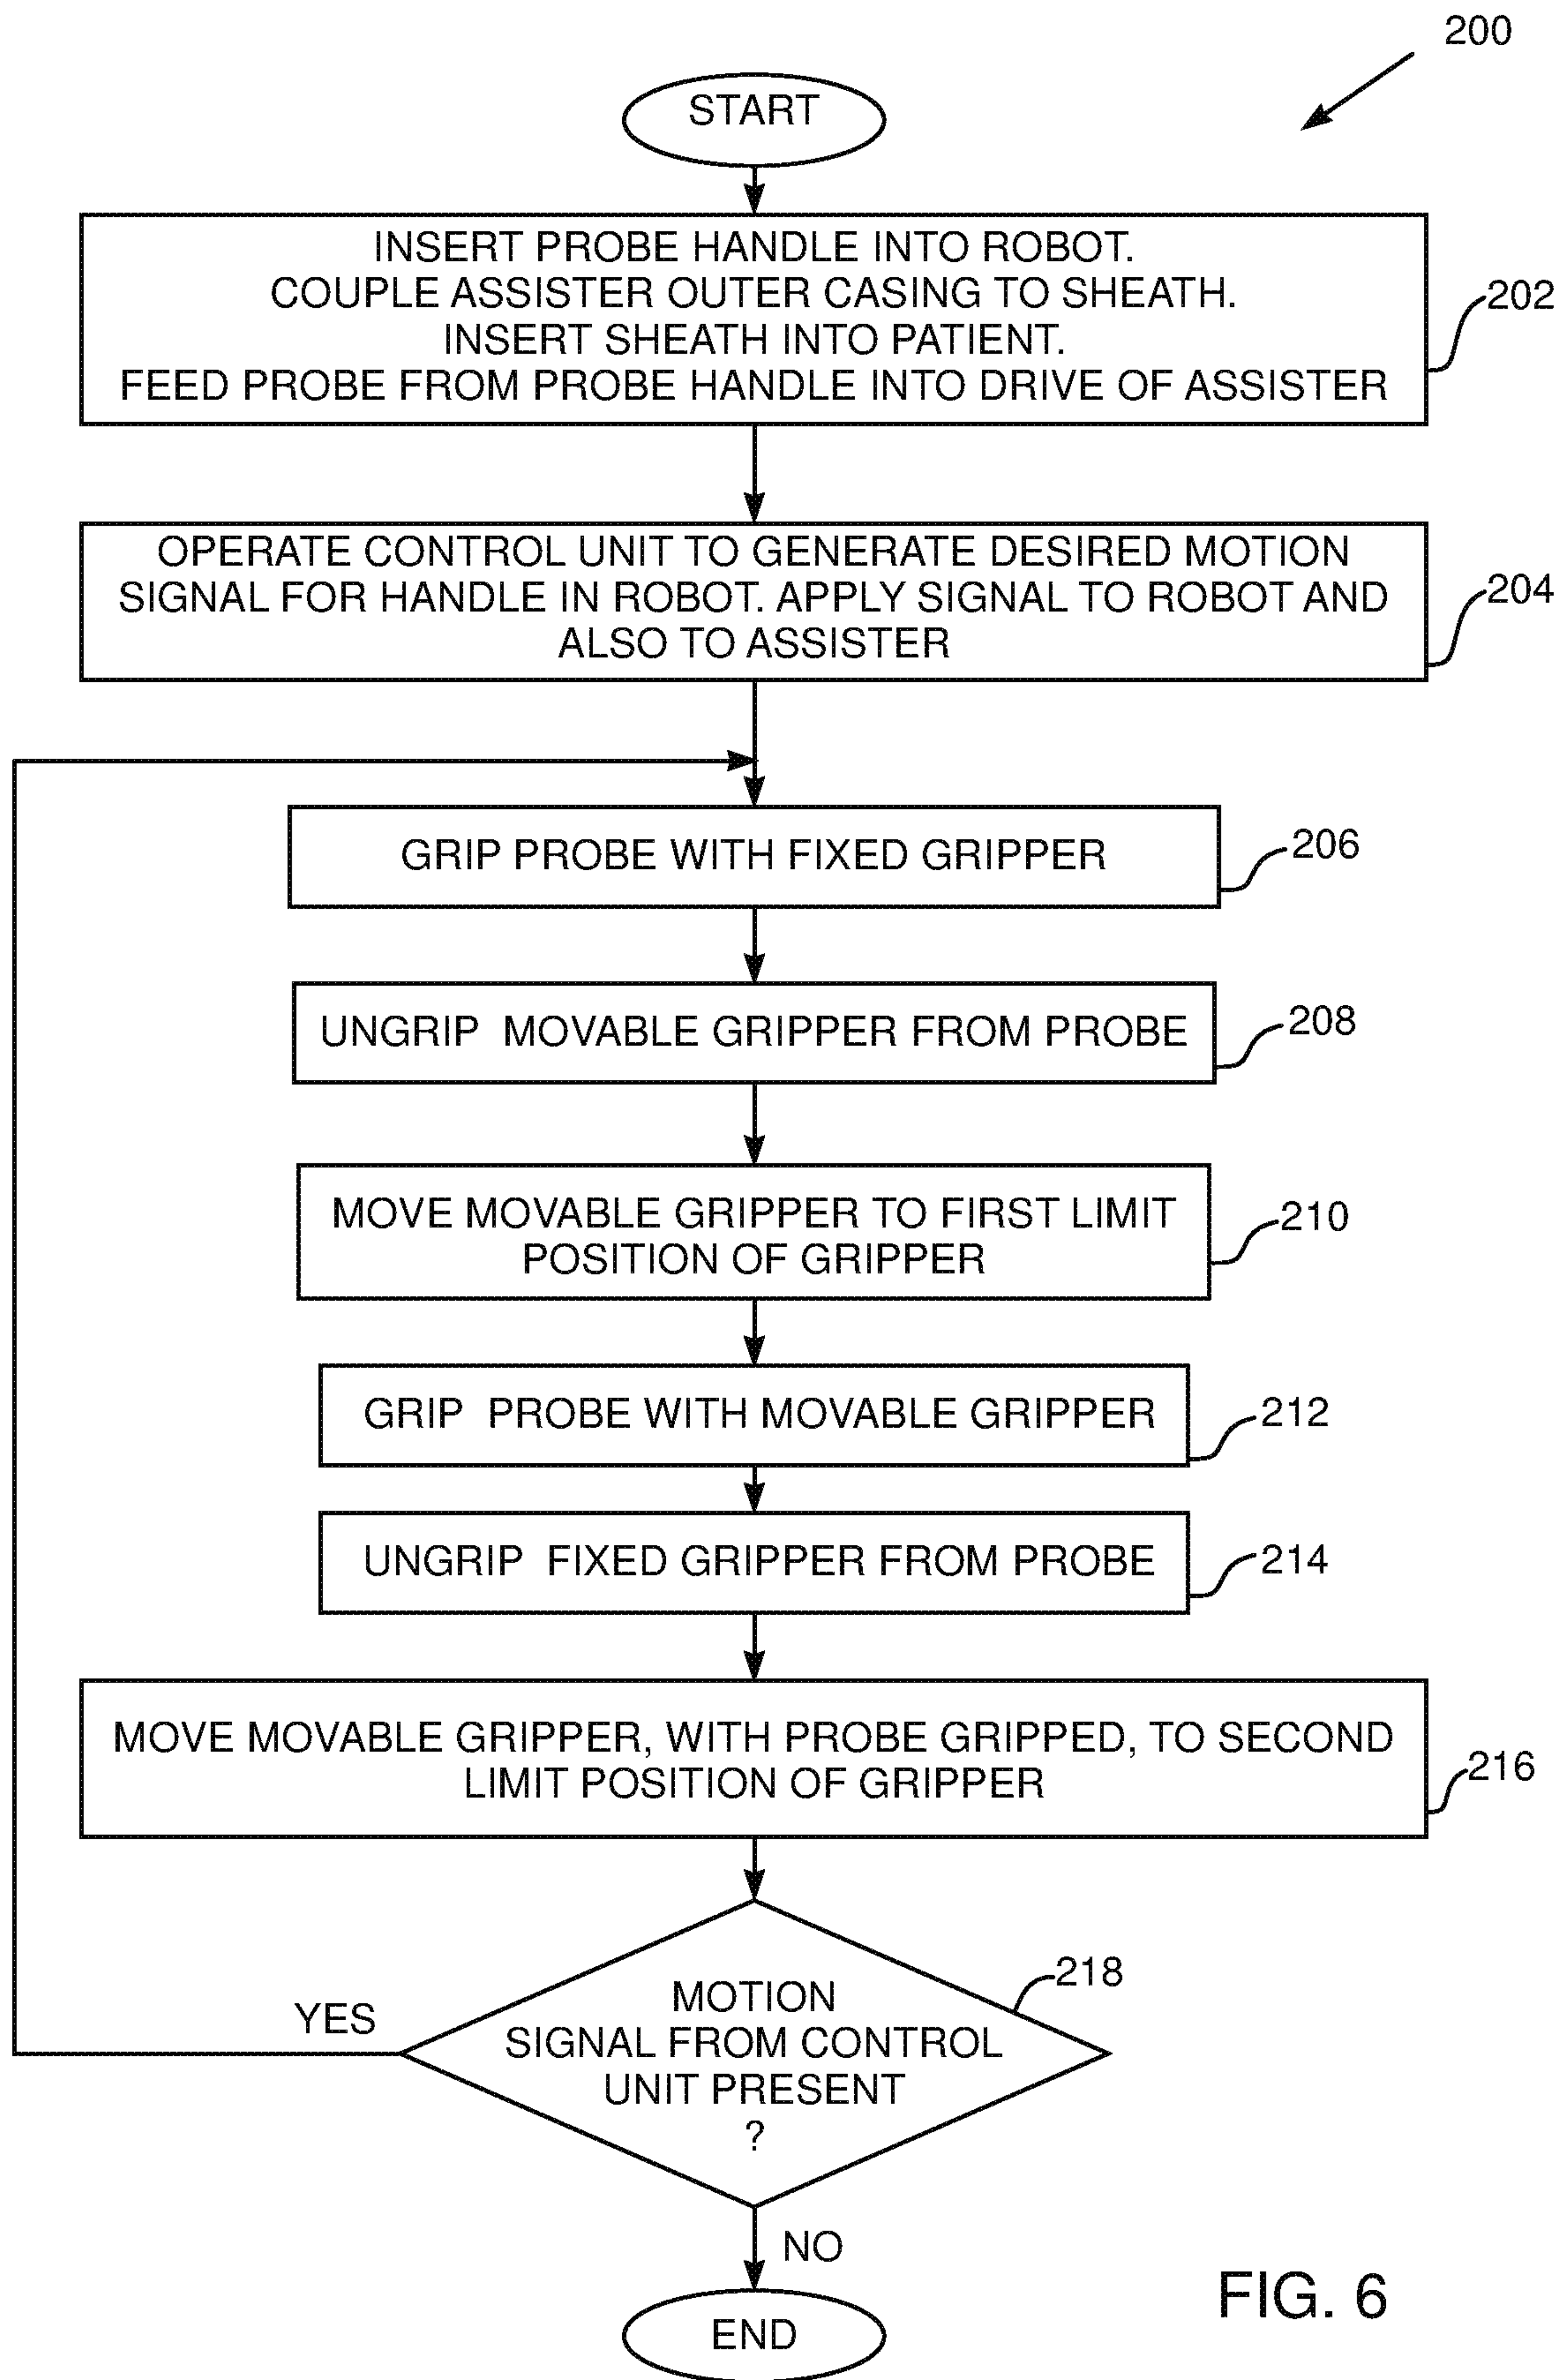 200
START
INSERT PROBE HANDLE INTO ROBOT.
COUPLE ASSISTER OUTER CASING TO SHEATH.
INSERT SHEATH INTO PATIENT.
FEED PROBE FROM PROBE HANDLE INTO DRIVE OF ASSISTER
202
OPERATE CONTROL UNIT TO GENERATE DESIRED MOTION
SIGNAL FOR HANDLE IN ROBOT. APPLY SIGNAL TO ROBOT AND
ALSO TO ASSISTER
204
GRIP PROBE WITH FIXED GRIPPER
206
UNGRIP MOVABLE GRIPPER FROM PROBE
208
MOVE MOVABLE GRIPPER TO FIRST LIMIT
POSITION OF GRIPPER
210
GRIP PROBE WITH MOVABLE GRIPPER
212
UNGRIP FIXED GRIPPER FROM PROBE
214
MOVE MOVABLE GRIPPER, WITH PROBE GRIPPED, TO SECOND
LIMIT POSITION OF GRIPPER
216
MOTION
SIGNAL FROM CONTROL
UNIT PRESENT
?
218
YES
NO
END
FIG. 6